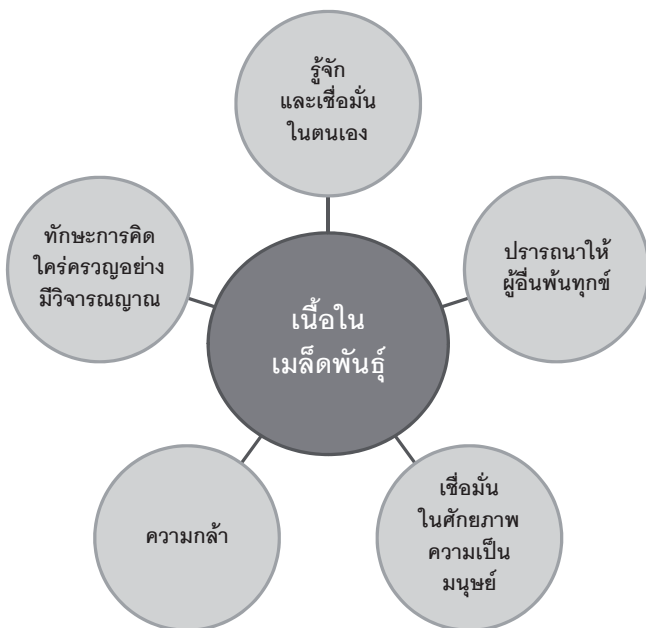 รู้จัก
และเชื่อมั่น
ในตนเอง
ทักษะการคิด
ใคร่ครวญอย่าง
มีวิจารณญาณ
ปรารถนาให้
ผู้อื่นพ้นทุกข์
เนื้อใน
เมล็ดพันธุ์
ความกล้า
เชื่อมั่น
ในศักยภาพ
ความเป็น
มนุษย์